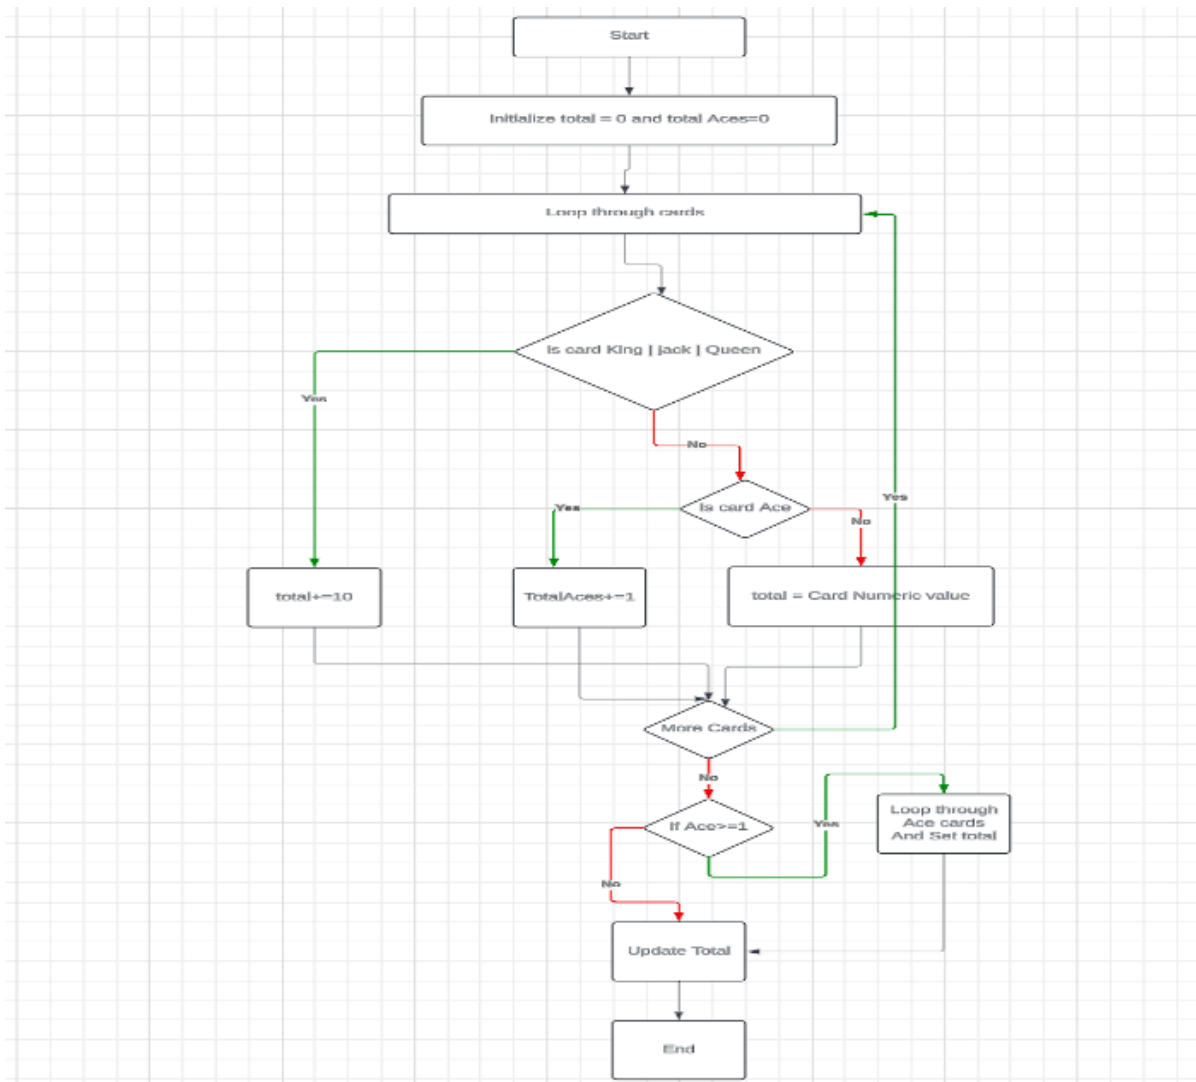 Start
Initialize total = 0 and total Aces=0
Loop through cards
Is card King | jack | Queen
Yes
No
Yes
Is card Ace
Yes
No
total+=10
TotalAces+=1
total = Card Numeric value
More Cards
No
Loop through
Ace cards
And Set total
Yes
If Ace>=1
No
Update Total
End